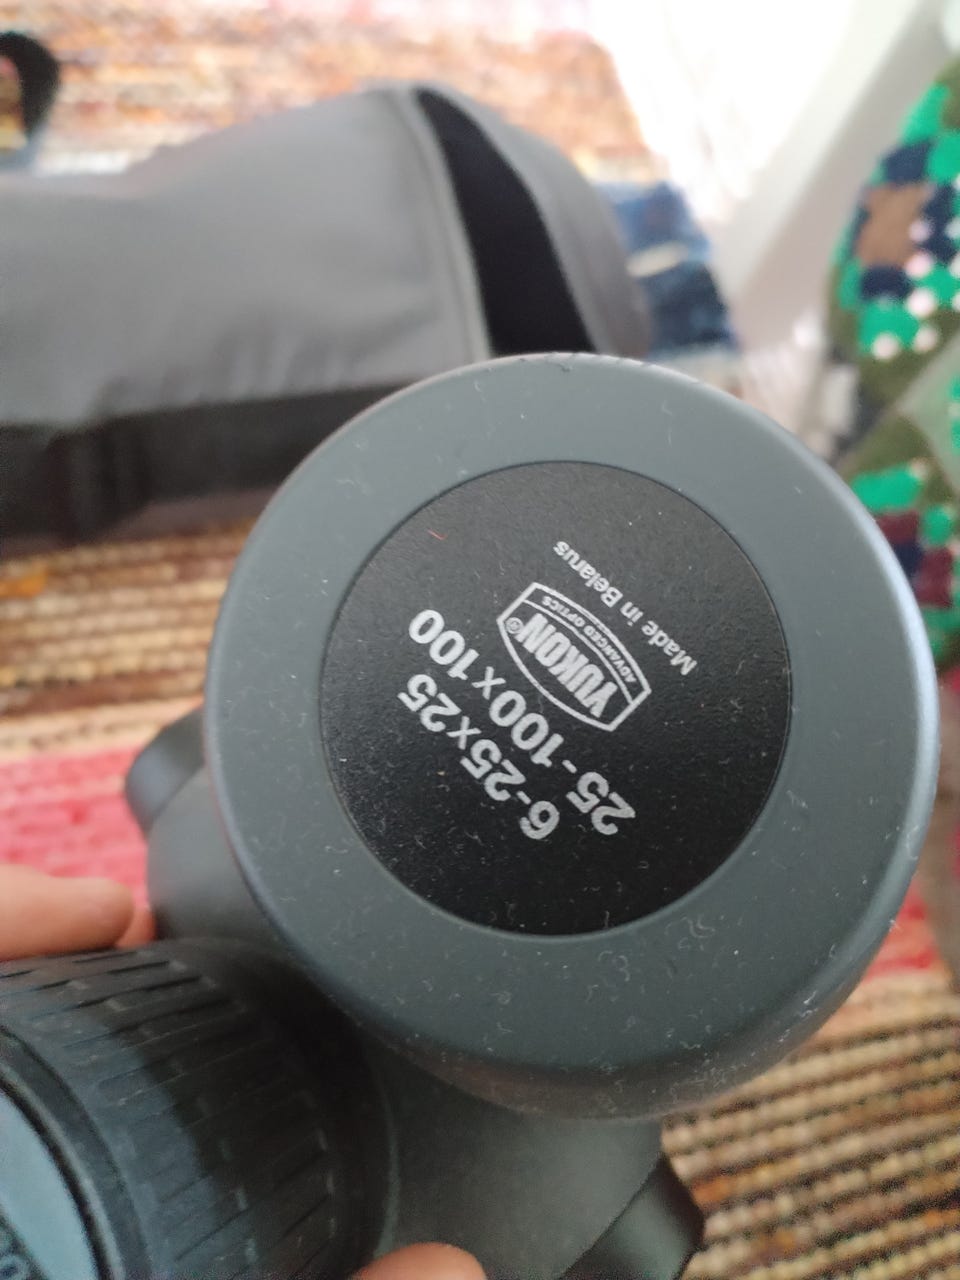 6-25x25
25-100x100
YUKON®
ADVANCED OPTICS
Made in Belarus